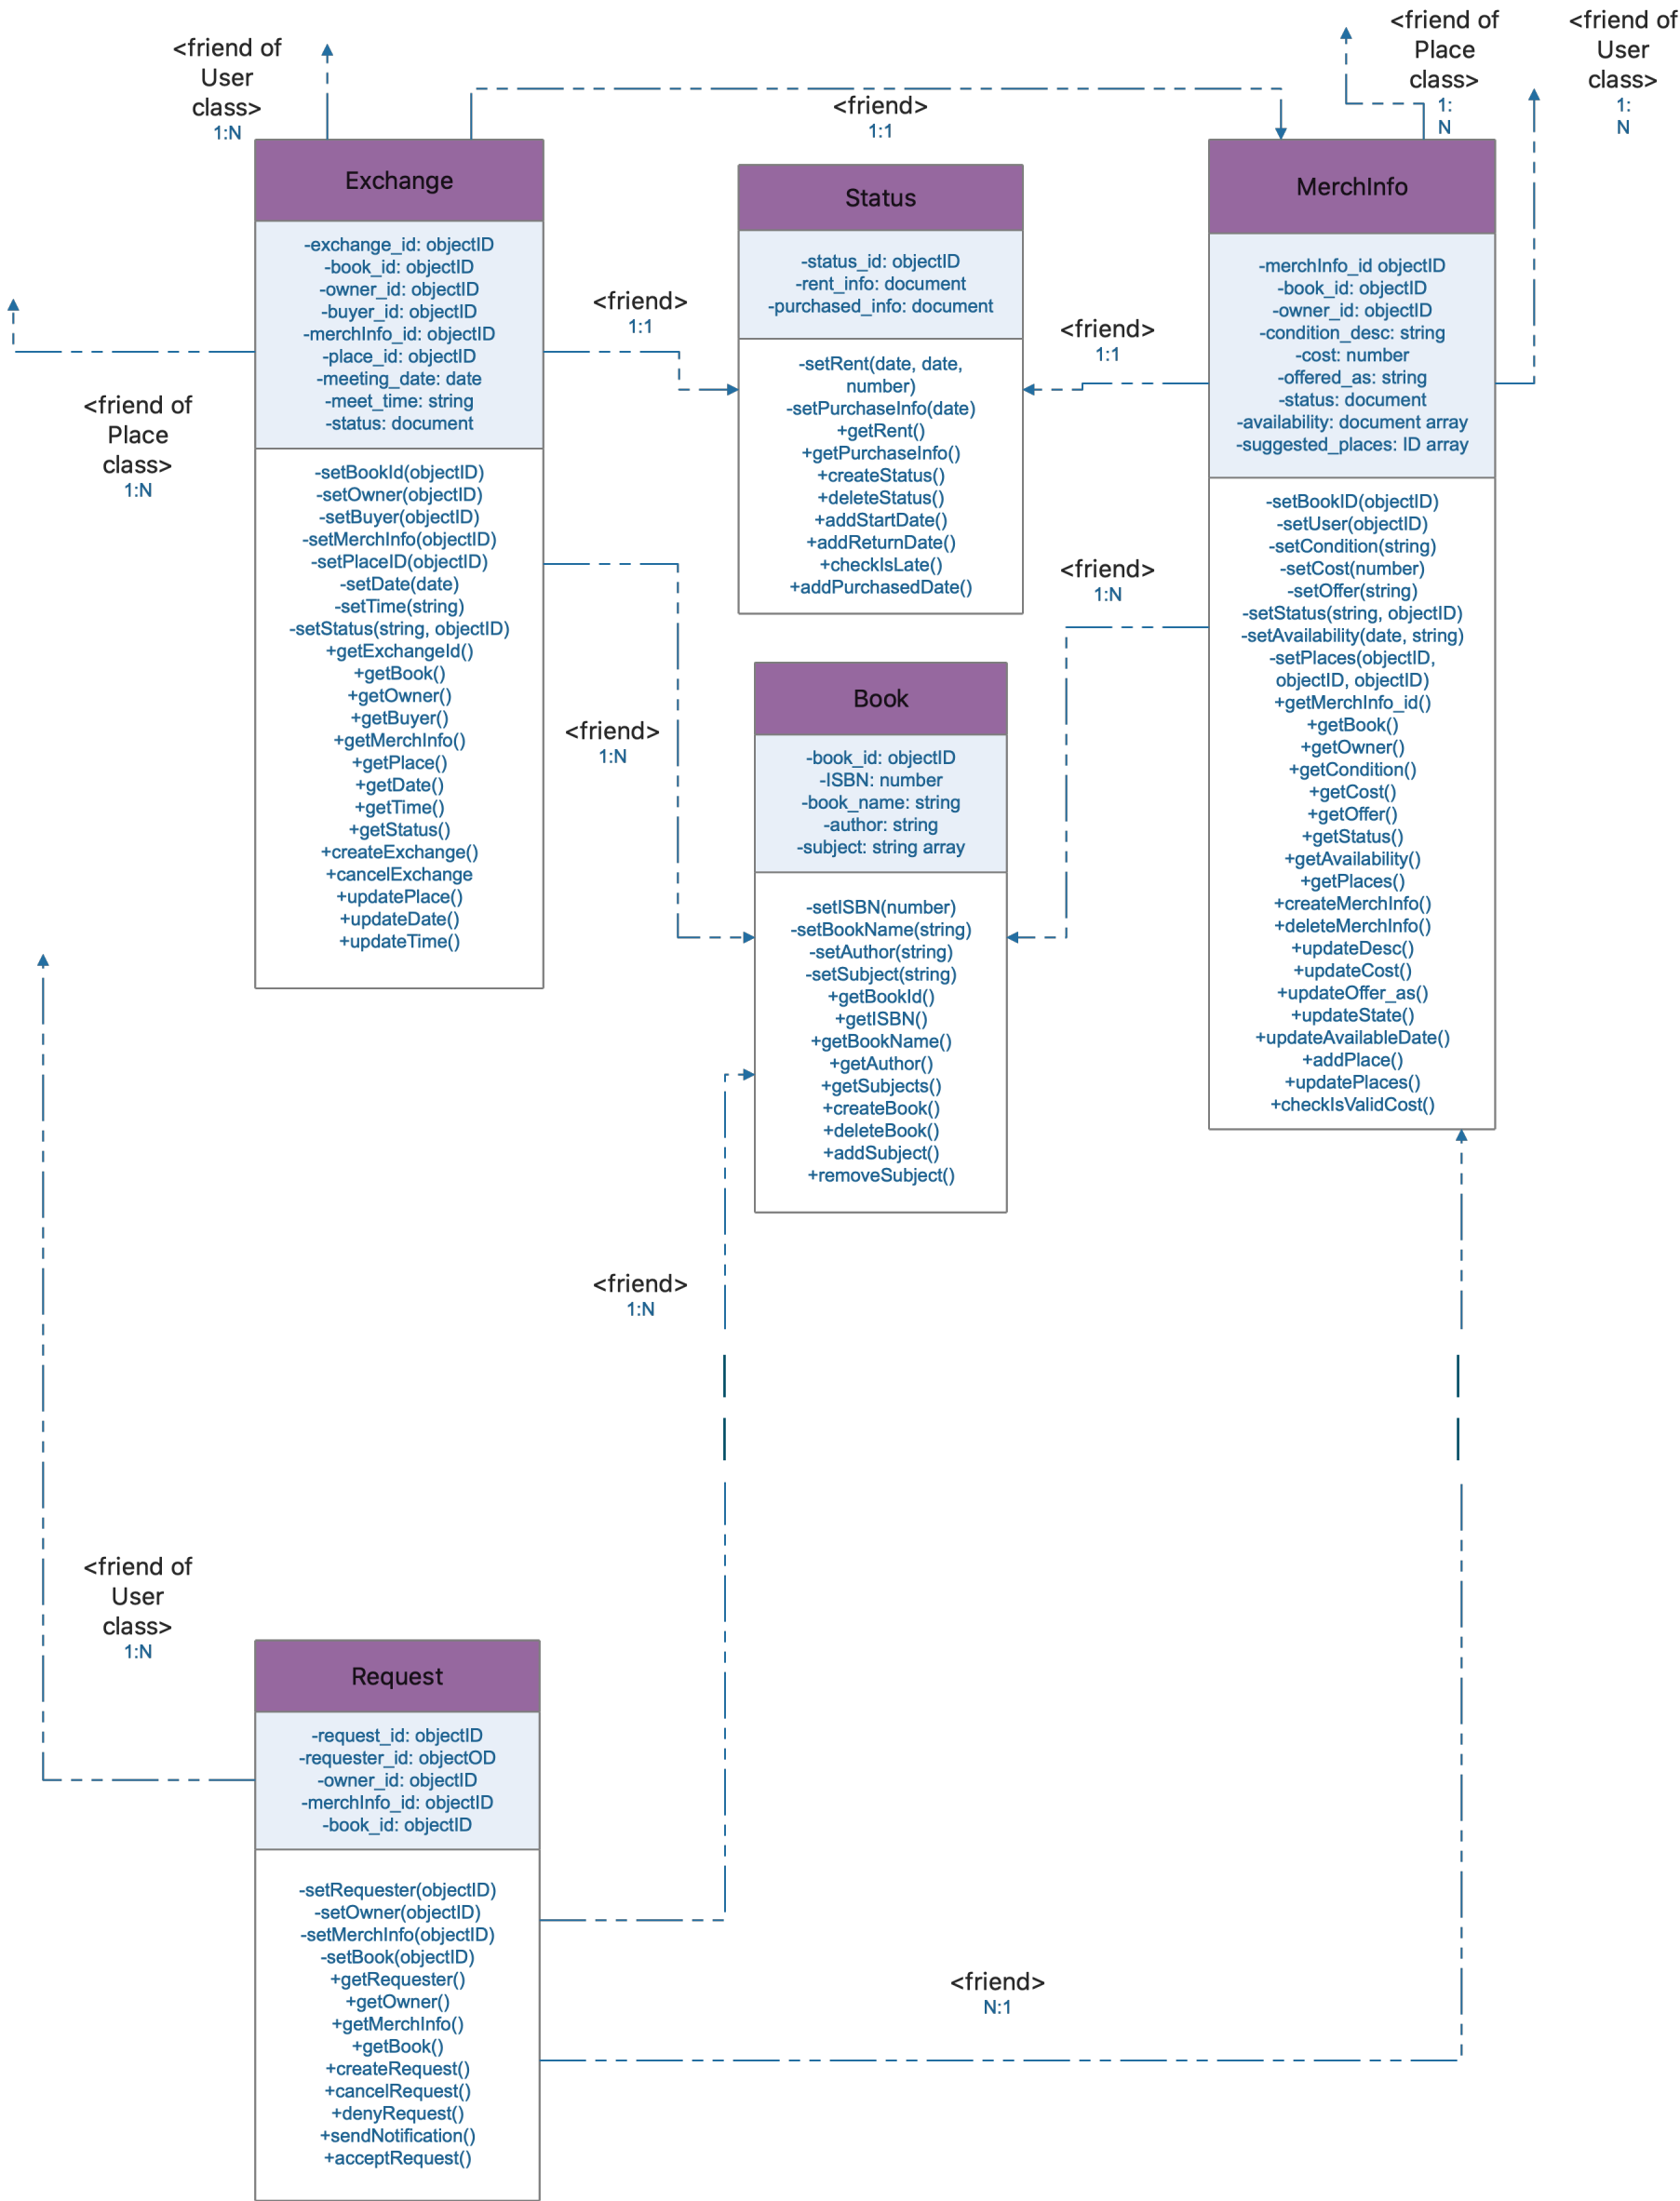 <friend of
User
class>
1:N
<friend>
1:1
<friend of
Place
class>
1:
N
<friend of
User
class>
1:
N
Exchange
-exchange_id: objectID
-book_id: objectID
-owner_id: objectID
-buyer_id: objectID
-merchInfo_id: objectID
-place_id: objectID
-meeting_date: date
-meet_time: string
-status: document
-setBookId(objectID)
-setOwner(objectID)
-setBuyer(objectID)
-setMerchInfo(objectID)
-setPlaceID(objectID)
-setDate(date)
-setTime(string)
-setStatus(string, objectID)
+getExchangeId()
+getBook()
+getOwner()
+getBuyer()
+getMerchInfo()
+getPlace()
+getDate()
+getTime()
+getStatus()
+createExchange()
+cancelExchange
+updatePlace()
+updateDate()
+updateTime()
<friend of
Place
class>
1:N
<friend>
1:1
Status
-status_id: objectID
-rent_info: document
-purchased_info: document
-setRent(date, date,
number)
-setPurchaseInfo(date)
+getRent()
+getPurchaseInfo()
+createStatus()
+deleteStatus()
+addStartDate()
+addReturnDate()
+checkIsLate()
+addPurchasedDate()
<friend>
1:1
MerchInfo
-merchInfo_id objectID
-book_id: objectID
-owner_id: objectID
-condition_desc: string
-cost: number
-offered_as: string
-status: document
-availability: document array
-suggested_places: ID array
-setBookID(objectID)
-setUser(objectID)
-setCondition(string)
-setCost(number)
-setOffer(string)
-setStatus(string, objectID)
-setAvailability(date, string)
-setPlaces(objectID,
objectID, objectID)
+getMerchInfo_id()
+getBook()
+getOwner()
+getCondition()
+getCost()
+getOffer()
+getStatus()
+getAvailability()
+getPlaces()
+createMerchInfo()
+deleteMerchInfo()
+updateDesc()
+updateCost()
+updateOffer_as()
+updateState()
+updateAvailableDate()
+addPlace()
+updatePlaces()
+checkIsValidCost()
<friend>
1:N
<friend>
1:N
Book
-book_id: objectID
-ISBN: number
-book_name: string
-author: string
-subject: string array
-setISBN(number)
-setBookName(string)
-setAuthor(string)
-setSubject(string)
+getBookId()
+getISBN()
+getBookName()
+getAuthor()
+getSubjects()
+createBook()
+deleteBook()
+addSubject()
+removeSubject()
<friend>
1:N
<friend of
User
class>
1:N
Request
-request_id: objectID
-requester_id: objectOD
-owner_id: objectID
-merchInfo_id: objectID
-book_id: objectID
-setRequester(objectID)
-setOwner(objectID)
-setMerchInfo(objectID)
-setBook(objectID)
+getRequester()
+getOwner()
+getMerchInfo()
+getBook()
+createRequest()
+cancelRequest()
+denyRequest()
+sendNotification()
+acceptRequest()
<friend>
N:1